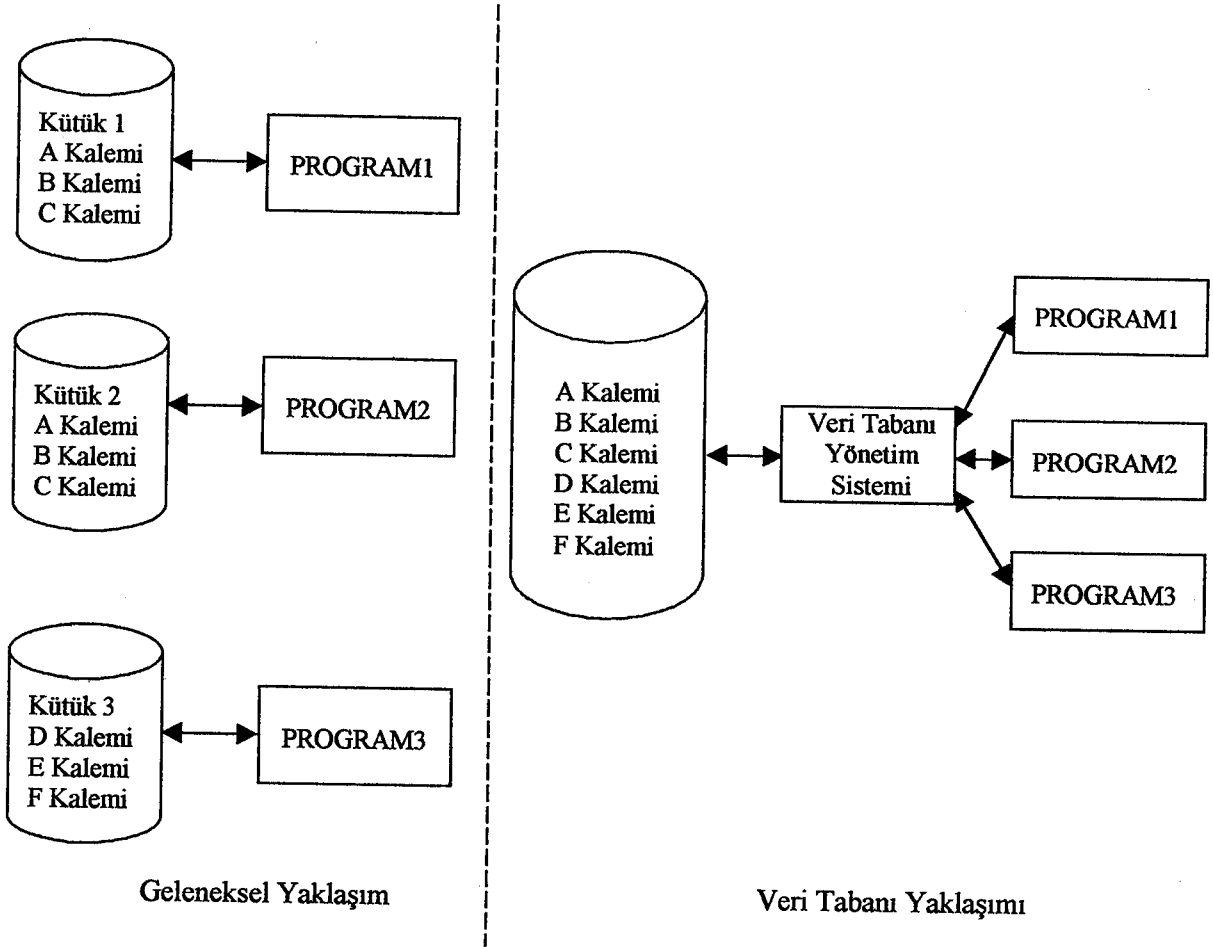 Kütük 1
A Kalemi
B Kalemi
C Kalemi
PROGRAM1
Kütük 2
A Kalemi
B Kalemi
C Kalemi
PROGRAM2
Kütük 3
D Kalemi
E Kalemi
F Kalemi
PROGRAM3
Geleneksel Yaklaşım
A Kalemi
B Kalemi
C Kalemi
D Kalemi
E Kalemi
F Kalemi
Veri Tabanı
Yönetim
Sistemi
PROGRAM1
PROGRAM2
PROGRAM3
Veri Tabanı Yaklaşımı